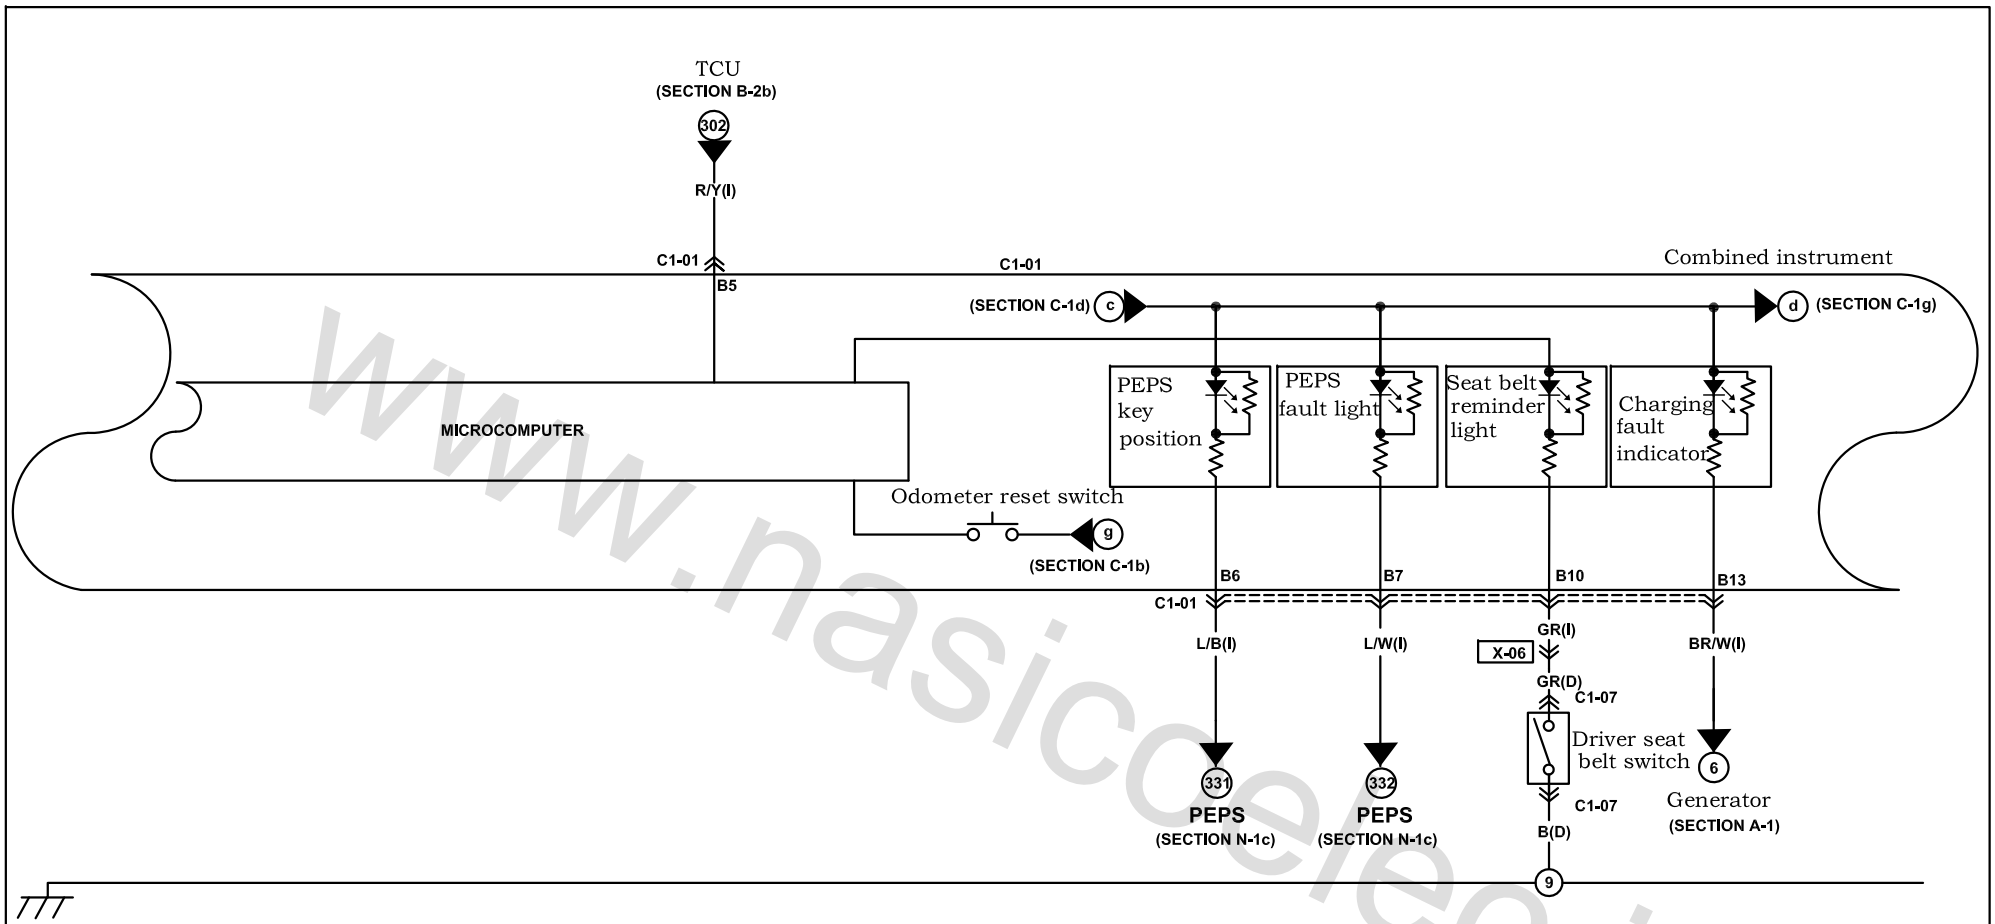 TCU
(SECTION B-2b)
302
R/Y(I)
C1-01
B5
C1-01
Combined instrument
(SECTION C-1d)
c
d
(SECTION C-1g)
PEPS
key
position
PEPS
fault light
Seat belt
reminder
light
Charging
fault
indicator
MICROCOMPUTER
Odometer reset switch
g
(SECTION C-1b)
B6
B7
B10
B13
C1-01
L/B(I)
L/W(I)
GR(I)
BR/W(I)
X-06
GR(D)
C1-07
Driver seat
belt switch
331
PEPS
(SECTION N-1c)
332
PEPS
(SECTION N-1c)
6
Generator
(SECTION A-1)
C1-07
B(D)
9
www.nasicoelec.i